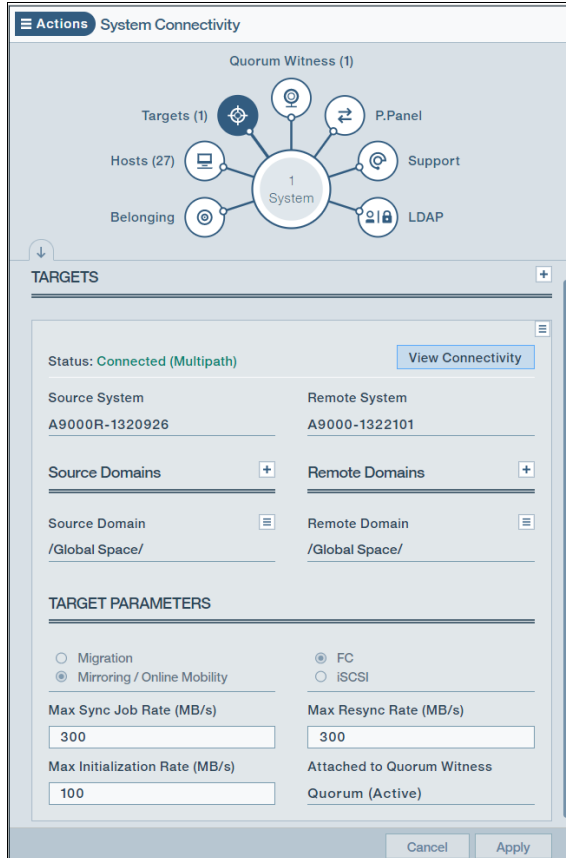 Actions System Connectivity
Quorum Witness (1)
Targets (1)
P.Panel
Hosts (27)
Support
1
System
Belonging
LDAP
TARGETS
Status: Connected (Multipath)
View Connectivity
Source System
Remote System
A9000R-1320926
A9000-1322101
Source Domains
Remote Domains
Source Domain
Remote Domain
/Global Space/
/Global Space/
TARGET PARAMETERS
Migration
FC
Mirroring / Online Mobility
iSCSI
Max Sync Job Rate (MB/s)
Max Resync Rate (MB/s)
300
300
Max Initialization Rate (MB/s)
Attached to Quorum Witness
100
Quorum (Active)
Cancel
Apply